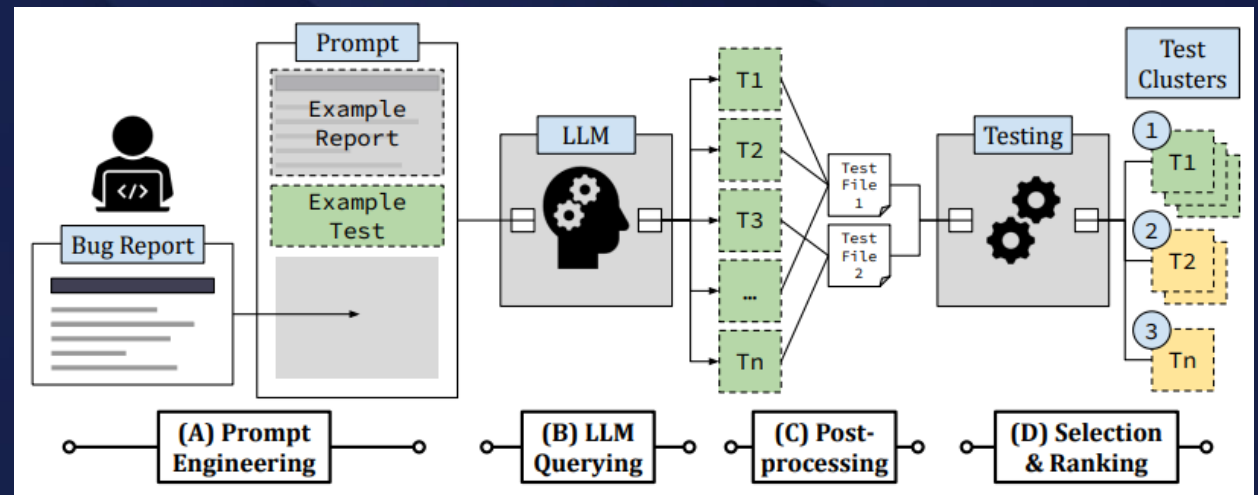 Prompt
Example
Report
Example
Test
</>
Bug Report
LLM
T1
T2
T3
…
Tn
Test
File
1
Test
File
2
Testing
Test
Clusters
1
T1
2
T2
3
Tn
(A) Prompt
Engineering
(B) LLM
Querying
(C) Post-
processing
(D) Selection
& Ranking